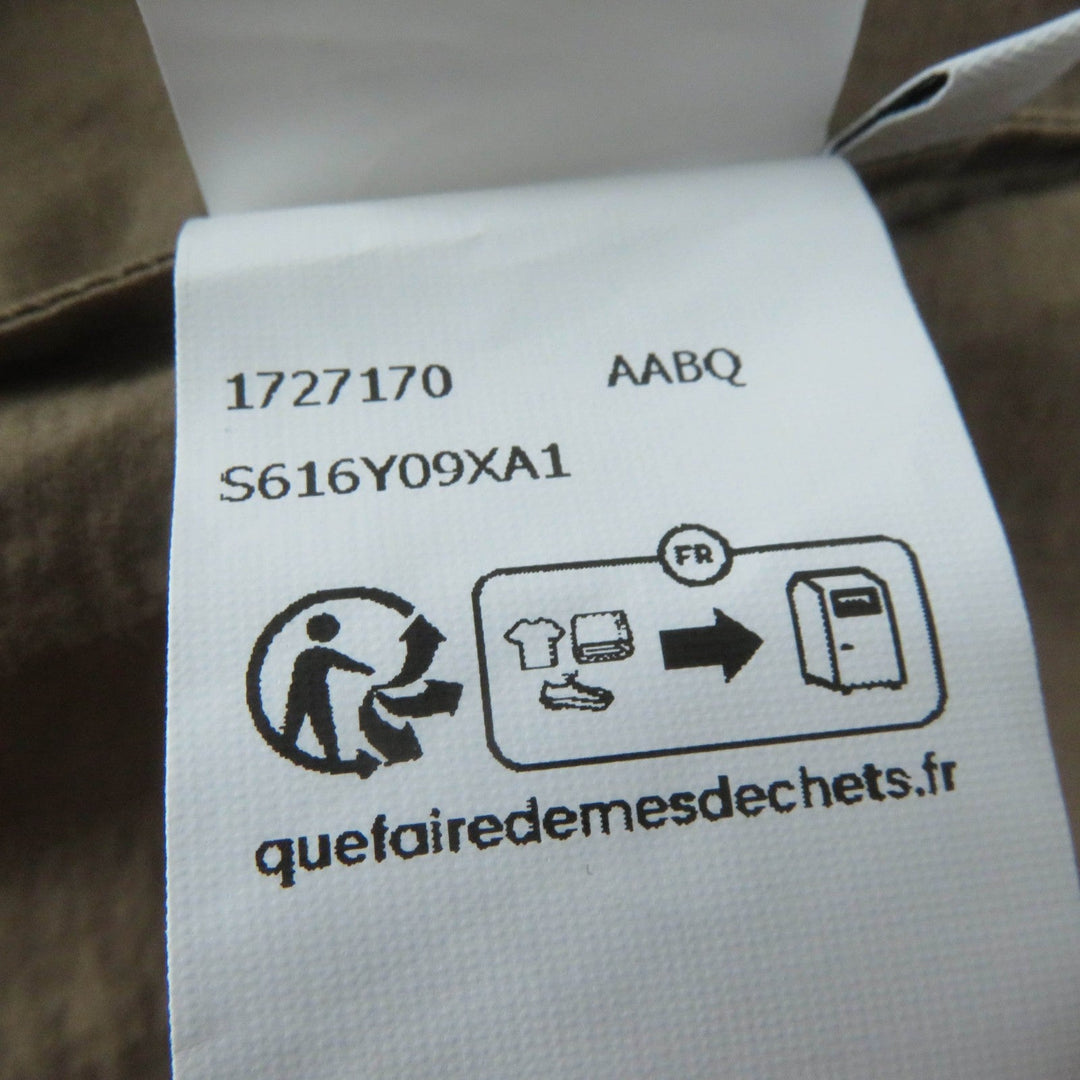 1727170 AABQ
S616Y09XA1
FR
quefairedemesdechets.fr